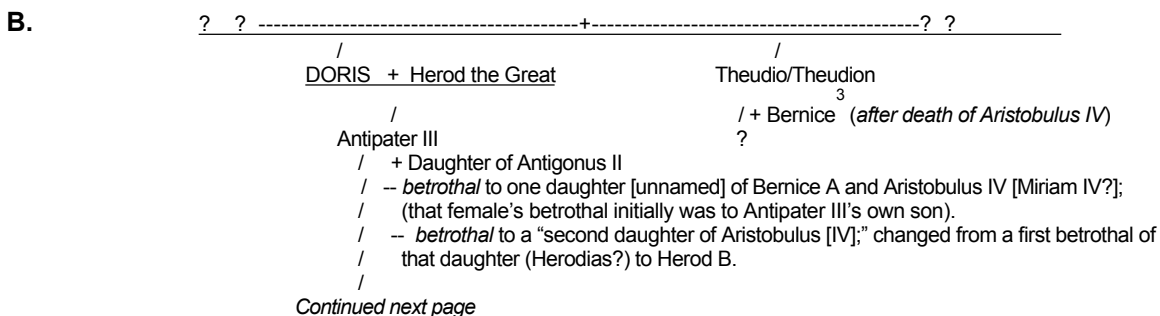 B. ? ? ----------------------------------------+-----------------------------------------? ?
/ /
DORIS + Herod the Great Theudio/Theudion
3
/ / + Bernice (after death of Aristobulus IV)
Antipater III ?
/ + Daughter of Antigonus II
/ -- betrothal to one daughter [unnamed] of Bernice A and Aristobulus IV [Miriam IV?];
/ (that female’s betrothal initially was to Antipater III’s own son).
/ -- betrothal to a “second daughter of Aristobulus [IV];” changed from a first betrothal of
/ that daughter (Herodias?) to Herod B.
/
Continued next page